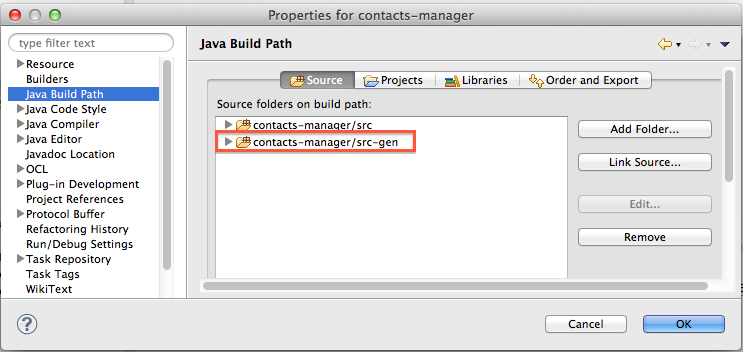 Properties for contacts-manager
type filter text
Resource
Builders
Java Build Path
Java Code Style
Java Compiler
Java Editor
Javadoc Location
OCL
Plug-in Development
Project References
Protocol Buffer
Refactoring History
Run/Debug Settings
Task Repository
Task Tags
WikiText
Java Build Path
Source Projects Libraries Order and Export
Source folders on build path:
contacts-manager/src
contacts-manager/src-gen
Add Folder...
Link Source...
Edit...
Remove
?
Cancel OK